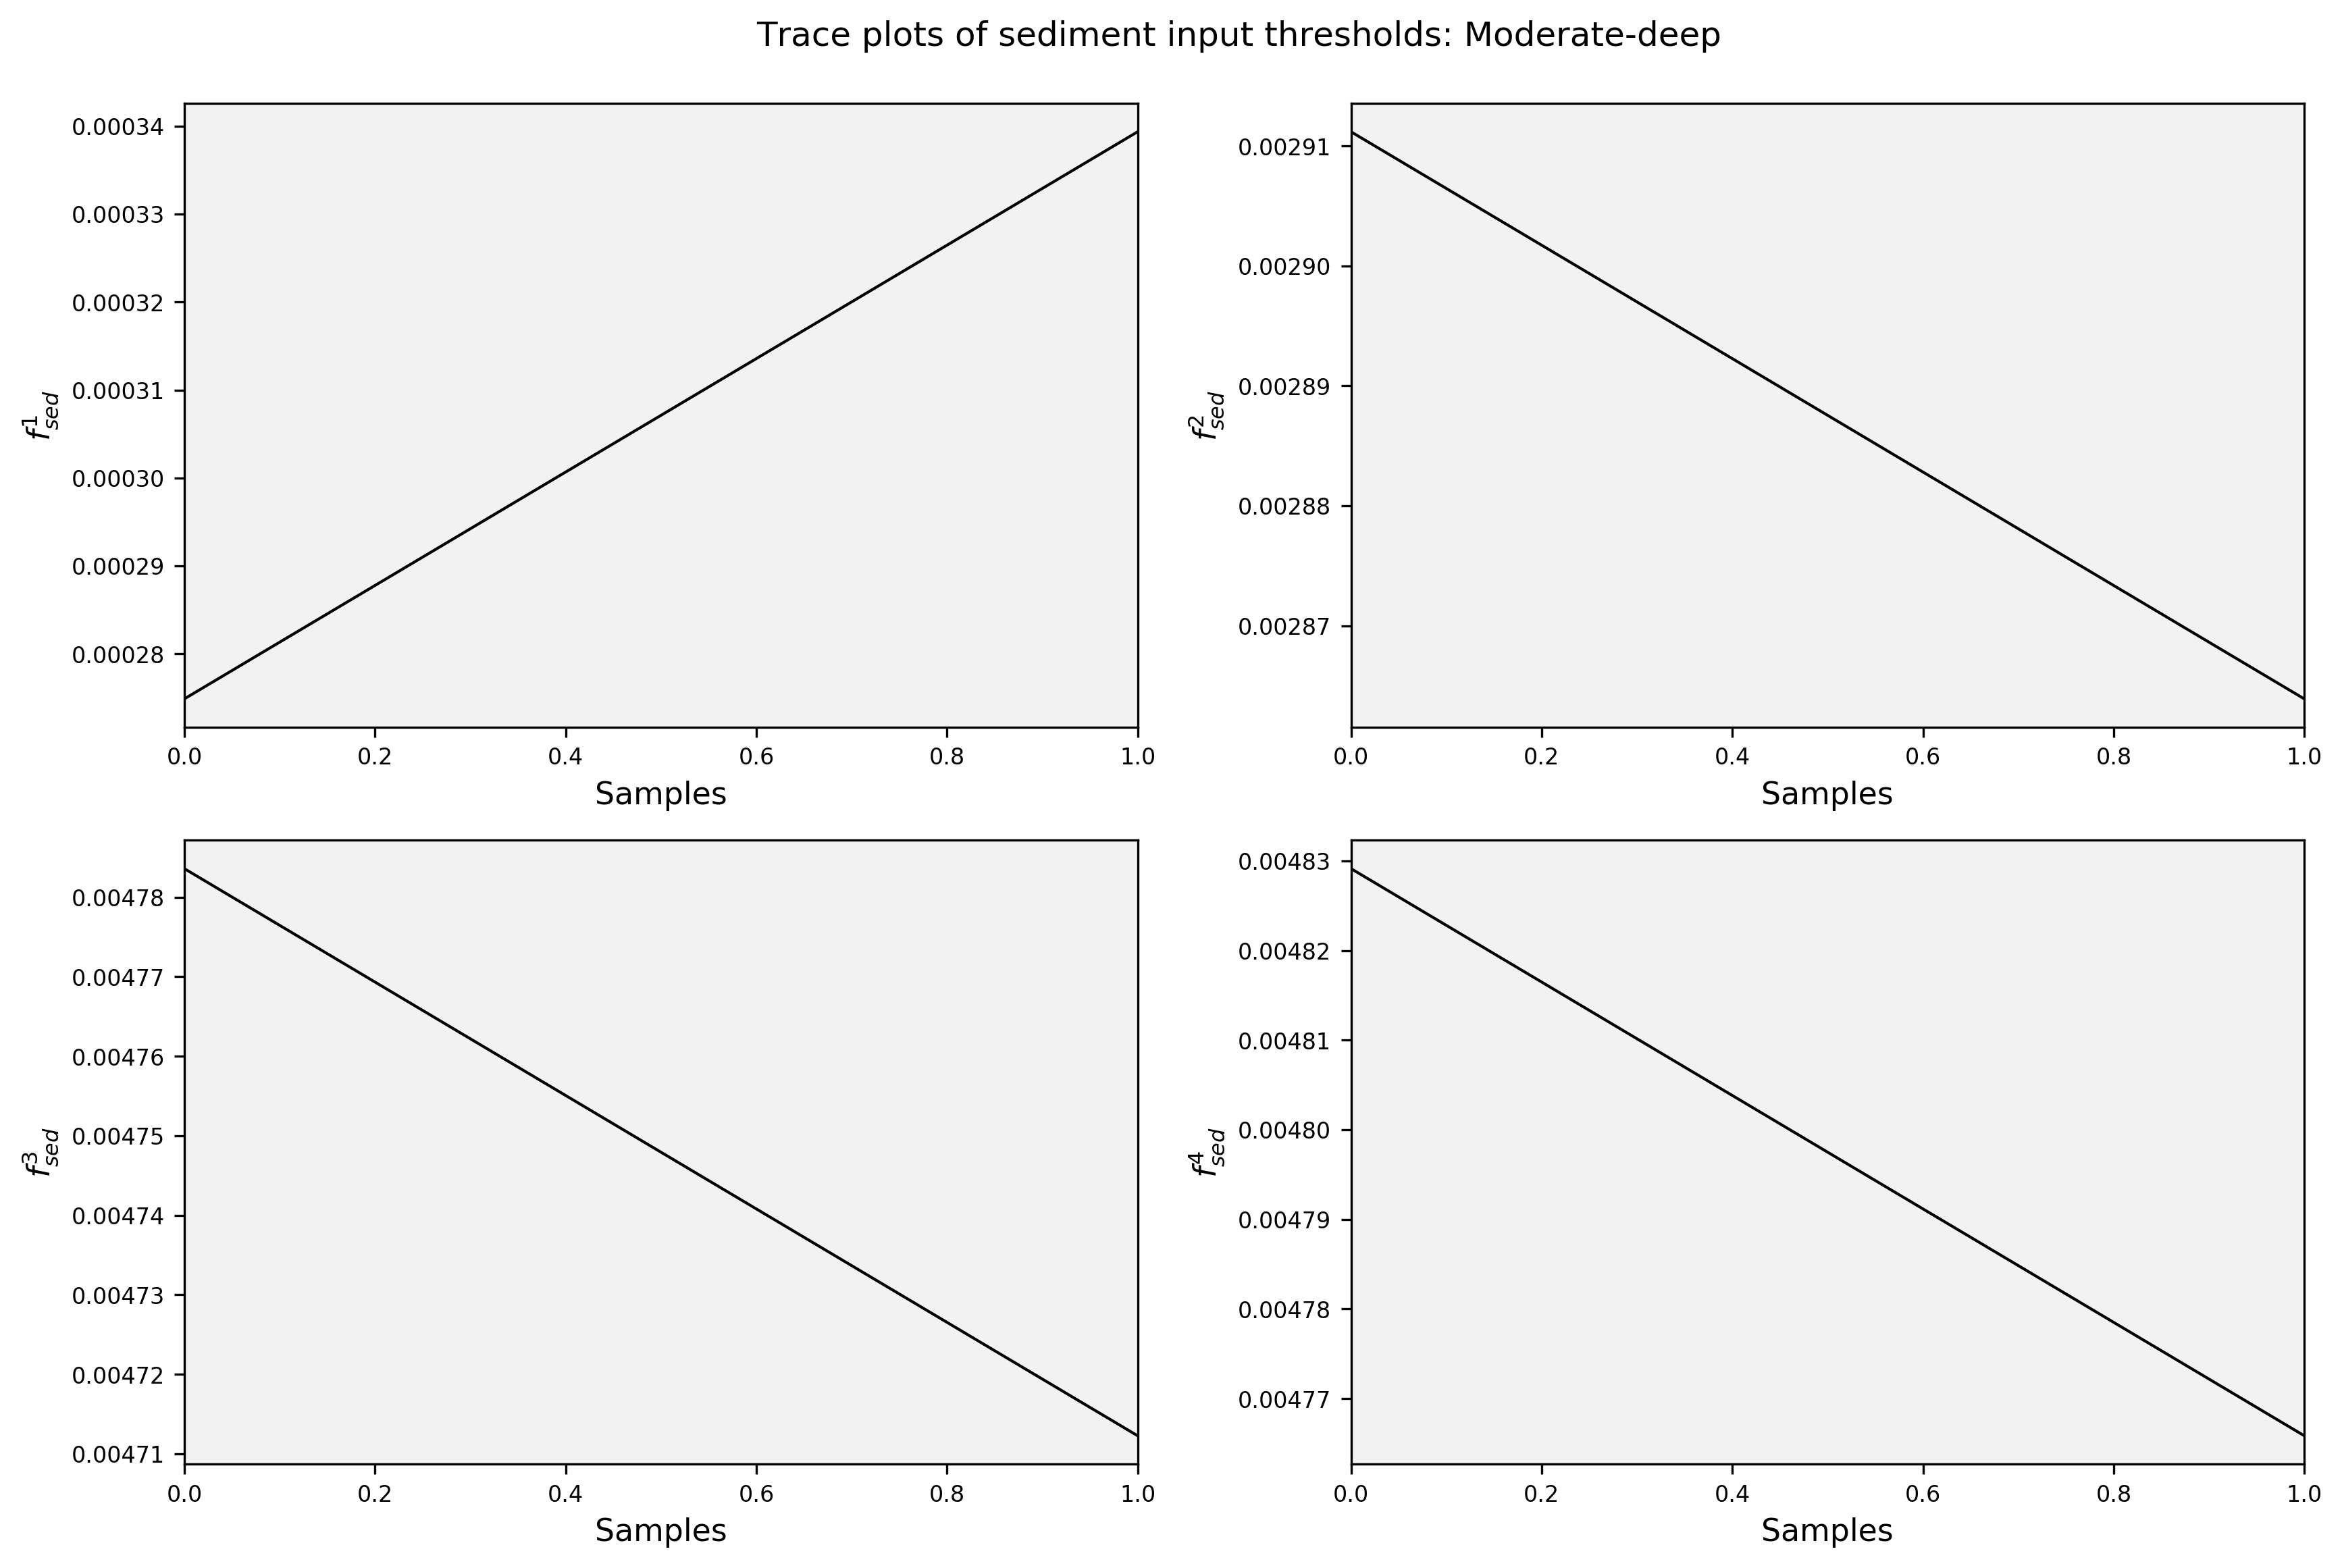 Trace plots of sediment input thresholds: Moderate-deep
f^1_sed
0.00034
0.00033
0.00032
0.00031
0.00030
0.00029
0.00028
0.0 0.2 0.4 0.6 0.8 1.0
Samples
f^2_sed
0.00291
0.00290
0.00289
0.00288
0.00287
0.0 0.2 0.4 0.6 0.8 1.0
Samples
f^3_sed
0.00478
0.00477
0.00476
0.00475
0.00474
0.00473
0.00472
0.00471
0.0 0.2 0.4 0.6 0.8 1.0
Samples
f^4_sed
0.00483
0.00482
0.00481
0.00480
0.00479
0.00478
0.00477
0.0 0.2 0.4 0.6 0.8 1.0
Samples